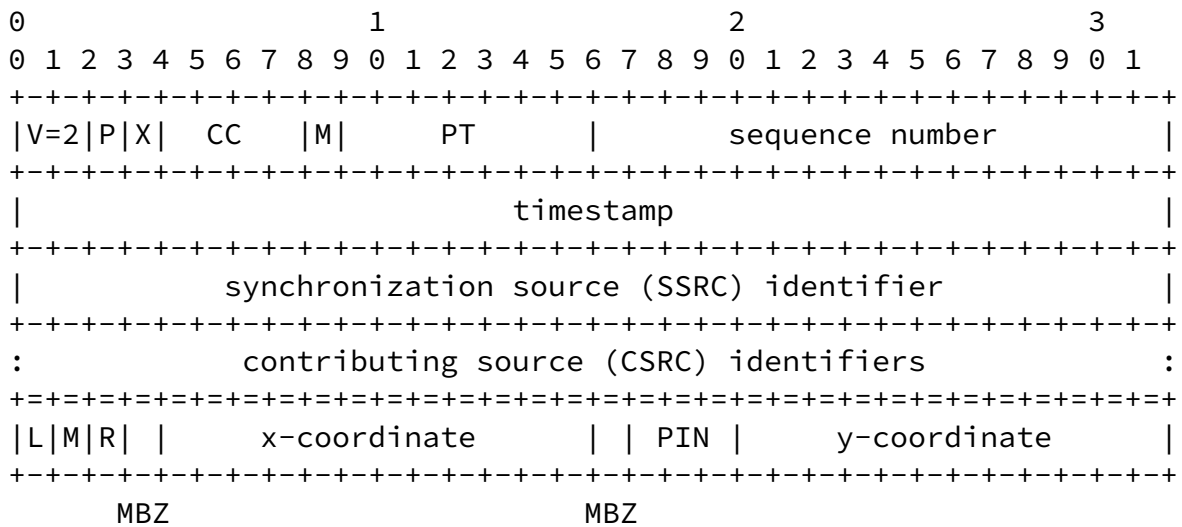 0                   1                   2                   3
0 1 2 3 4 5 6 7 8 9 0 1 2 3 4 5 6 7 8 9 0 1 2 3 4 5 6 7 8 9 0 1
+-+-+-+-+-+-+-+-+-+-+-+-+-+-+-+-+-+-+-+-+-+-+-+-+-+-+-+-+-+-+-+-+
|V=2|P|X|  CC   |M|     PT      |       sequence number         |
+-+-+-+-+-+-+-+-+-+-+-+-+-+-+-+-+-+-+-+-+-+-+-+-+-+-+-+-+-+-+-+-+
|                           timestamp                           |
+-+-+-+-+-+-+-+-+-+-+-+-+-+-+-+-+-+-+-+-+-+-+-+-+-+-+-+-+-+-+-+-+
|           synchronization source (SSRC) identifier            |
+-+-+-+-+-+-+-+-+-+-+-+-+-+-+-+-+-+-+-+-+-+-+-+-+-+-+-+-+-+-+-+-+
:            contributing source (CSRC) identifiers             :
+=+=+=+=+=+=+=+=+=+=+=+=+=+=+=+=+=+=+=+=+=+=+=+=+=+=+=+=+=+=+=+=+
|L|M|R| |     x-coordinate      | | PIN |     y-coordinate      |
+-+-+-+-+-+-+-+-+-+-+-+-+-+-+-+-+-+-+-+-+-+-+-+-+-+-+-+-+-+-+-+-+
      MBZ                       MBZ